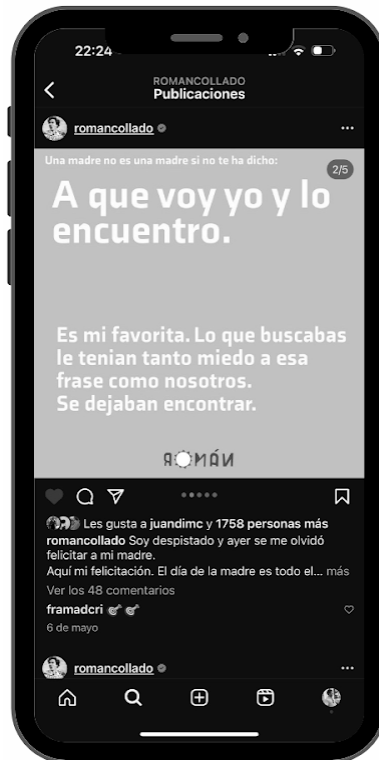 22:24
ROMANCOLLADO
Publicaciones
romancollado
Una madre no es una madre si no te ha dicho:
2/5
A que voy yo y lo
encuentro.
Es mi favorita. Lo que buscabas
le tenian tanto miedo a esa
frase como nosotros.
Se dejaban encontrar.
ROMÁN
Les gusta a juandimc y 1758 personas más
romancollado Soy despistado y ayer se me olvidó
felicitar a mi madre.
Aquí mi felicitación. El día de la madre es todo el... más
Ver los 48 comentarios
framadcri
6 de mayo
romancollado